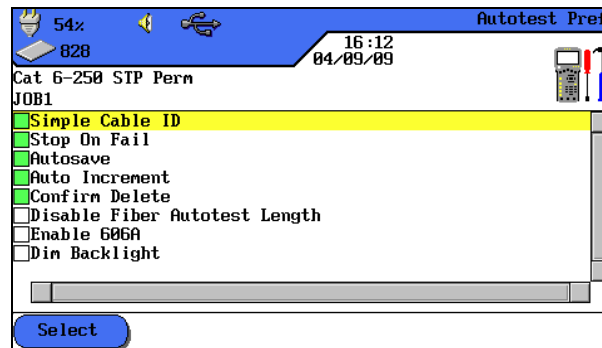 54% Autotest Pref
828
16:12
04/09/09
Cat 6-250 STP Perm
JOB1
Simple Cable ID
Stop On Fail
Autosave
Auto Increment
Confirm Delete
Disable Fiber Autotest Length
Enable 606A
Dim Backlight
Select